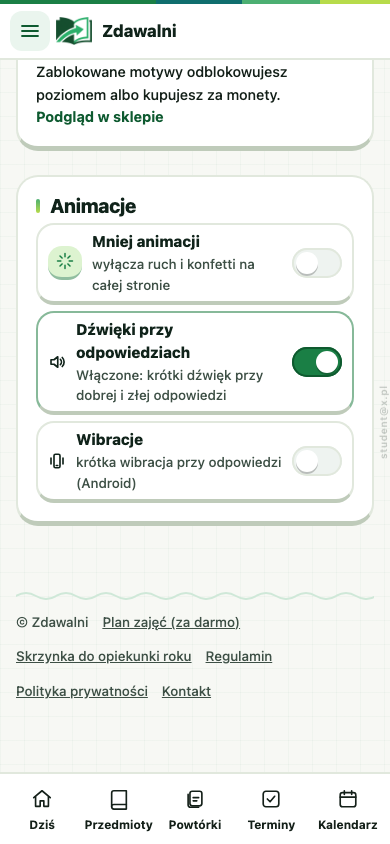 Zdawalni
Zablokowane motywy odblokowujesz
poziomem albo kupujesz za monety.
Podgląd w sklepie
Animacje
Mniej animacji
wyłącza ruch i konfetti na
całej stronie
Dźwięki przy
odpowiedziach
Włączone: krótki dźwięk przy
dobrej i złej odpowiedzi
Wibracje
krótka wibracja przy odpowiedzi
(Android)
student@x.pl
© Zdawalni Plan zajęć (za darmo)
Skrzynka do opiekunki roku Regulamin
Polityka prywatności Kontakt
Dziś Przedmioty Powtórki Terminy Kalendarz